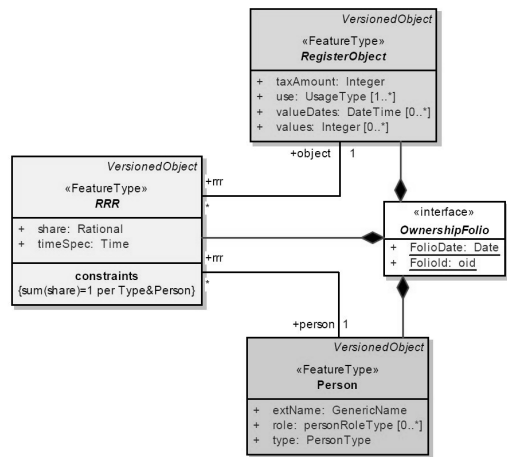 VersionedObject
«FeatureType»
RegisterObject
+ taxAmount: Integer
+ use: UsageType [1..*]
+ valueDates: DateTime [0..*]
+ values: Integer [0..*]
+object 1
VersionedObject
«FeatureType»
RRR
+ share: Rational
+ timeSpec: Time
constraints
{sum(share)=1 per Type&Person}
+rrr
*
+rrr
*
«interface»
OwnershipFolio
+ FolioDate: Date
+ FolioId: oid
+person 1
VersionedObject
«FeatureType»
Person
+ extName: GenericName
+ role: personRoleType [0..*]
+ type: PersonType